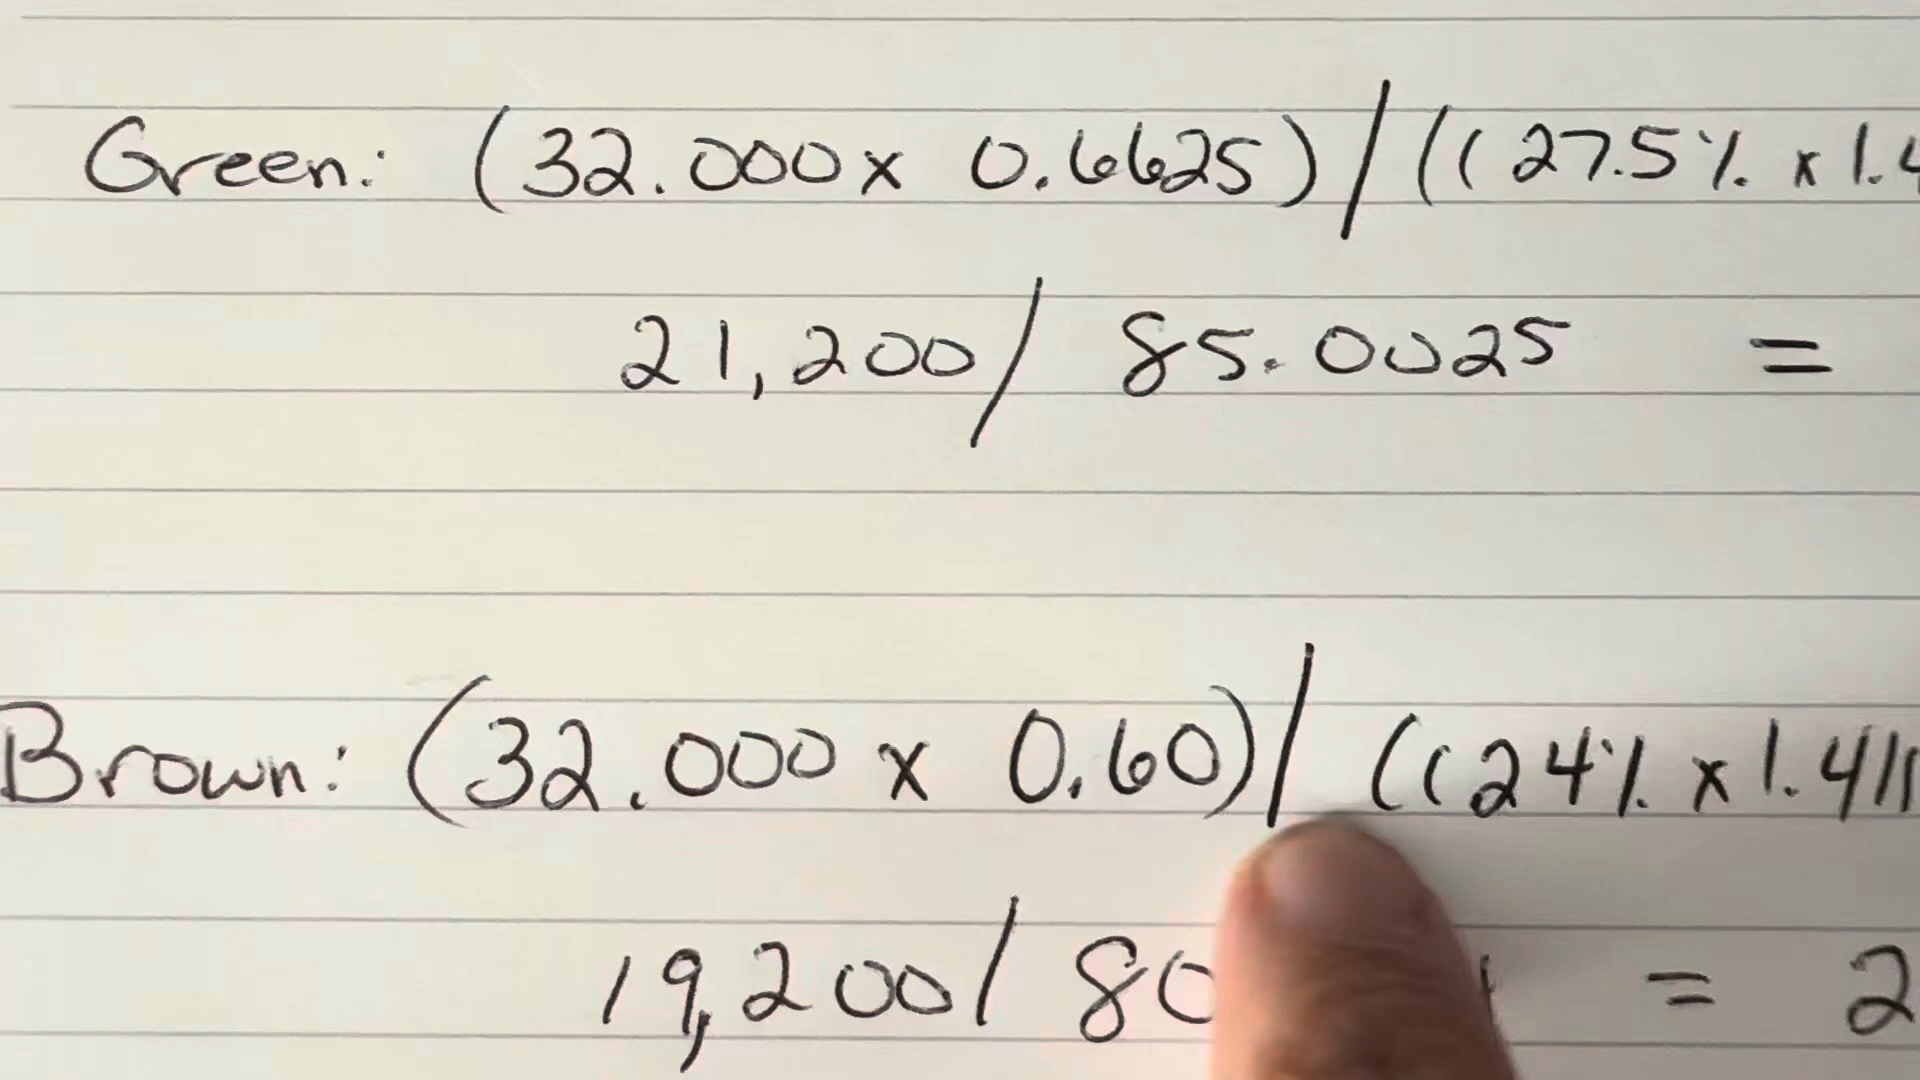 Green: (32.000 x 0.6625) / ((27.5% x 1.4
21,200 / 85.0025 =
Brown: (32.000 x 0.60) / ((24% x 1.411
19,200 / 80 = 2